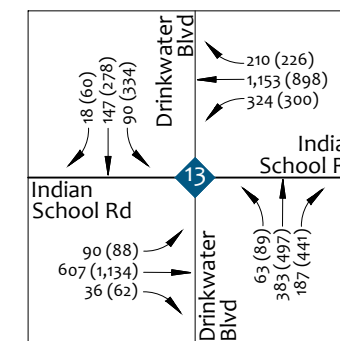 Drinkwater
Blvd
18 (60)
147 (278)
90 (334)
210 (226)
1,153 (898)
324 (300)
13
Indian
School Rd
India
School R
90 (88)
607 (1,134)
36 (62)
Drinkwater
Blvd
63 (89)
383 (497)
187 (441)